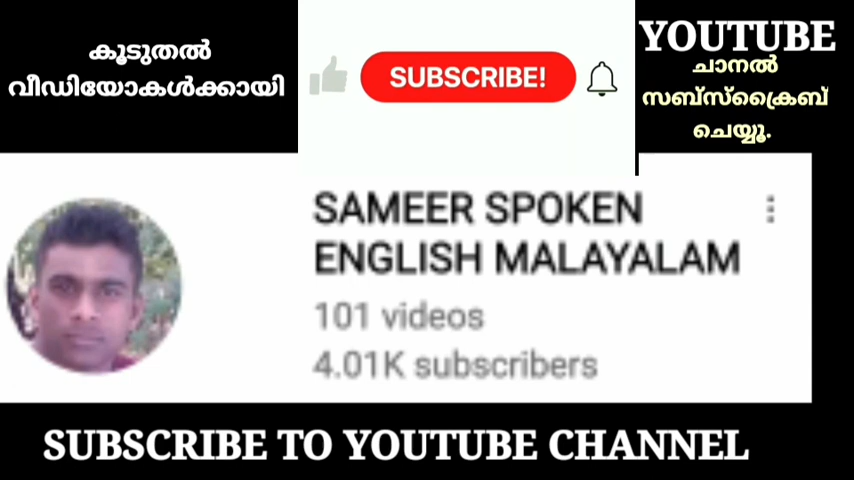 കൂടുതൽ
വീഡിയോകൾക്കായി
SUBSCRIBE!
YOUTUBE
ചാനൽ
സബ്സ്ക്രൈബ്
ചെയ്യൂ.
SAMEER SPOKEN
ENGLISH MALAYALAM
101 videos
4.01K subscribers
SUBSCRIBE TO YOUTUBE CHANNEL